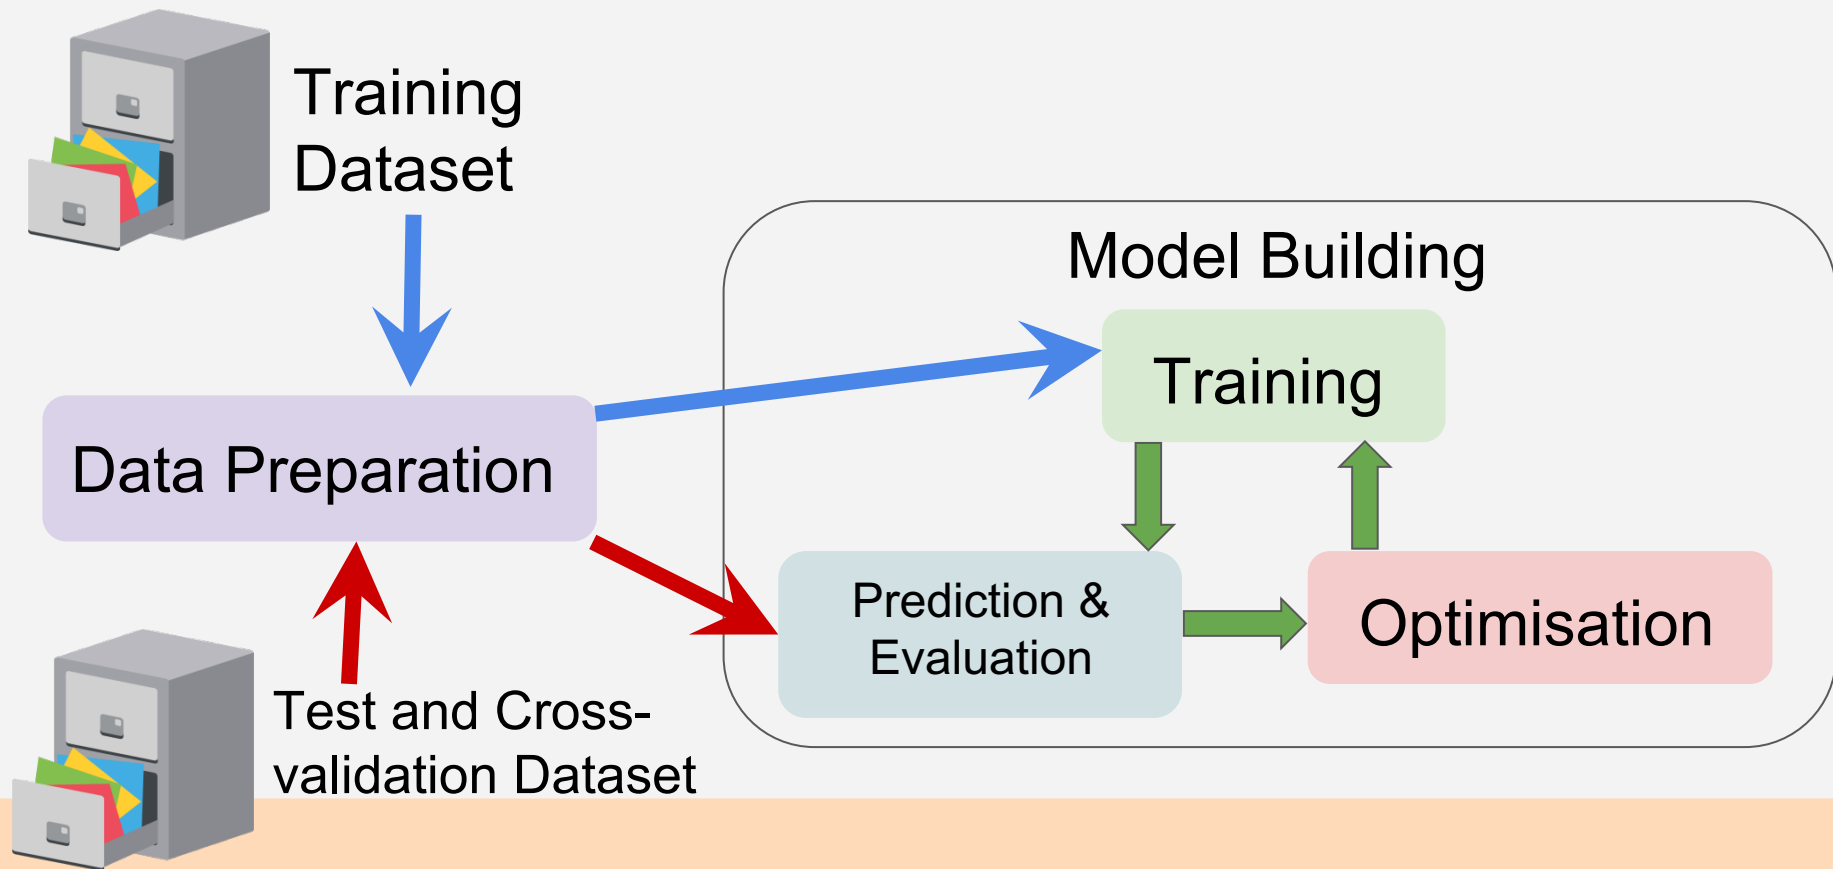 Training
Dataset
Model Building
Training
Data Preparation
Prediction &
Evaluation
Optimisation
Test and Cross-
validation Dataset